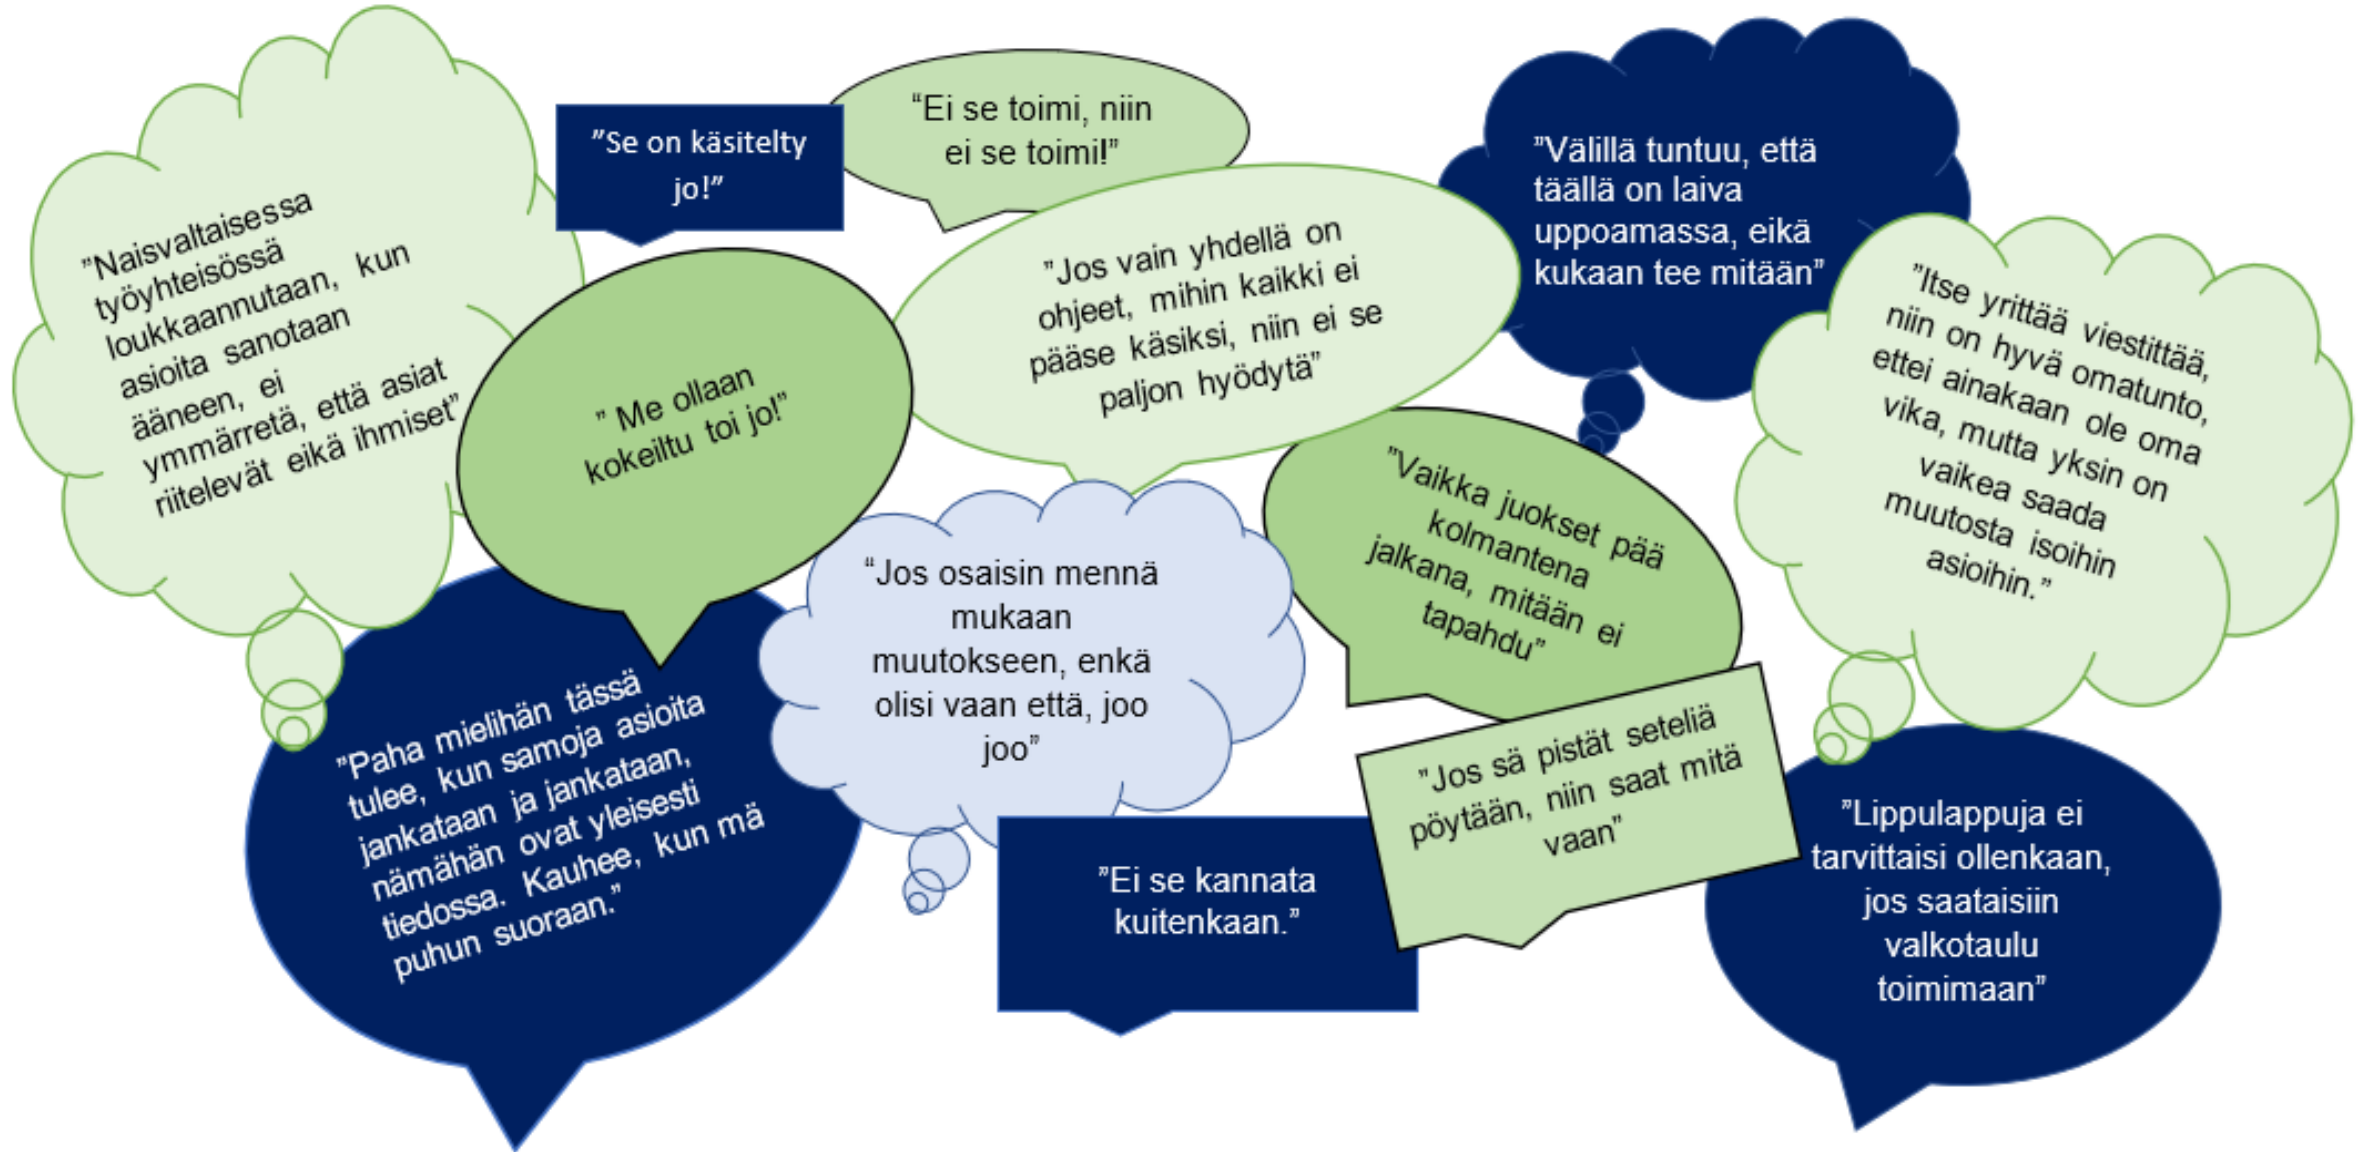 "Naisvaltaisessa
työyhteisössä
loukkaannutaan, kun
asioita sanotaan
ääneen, ei
ymmärretä, että asiat
riitelevät eikä ihmiset"
"Se on käsitelty
jo!"
"Ei se toimi, niin
ei se toimi!"
"Välillä tuntuu, että
täällä on laiva
uppoamassa, eikä
kukaan tee mitään"
"Jos vain yhdellä on
ohjeet, mihin kaikki ei
pääse käsiksi, niin ei se
paljon hyödytä"
"Itse yrittää viestittää,
niin on hyvä omatunto,
ettei ainakaan ole oma
vika, mutta yksin on
vaikea saada
muutosta isoihin
asioihin."
" Me ollaan
kokeiltu toi jo!"
"Vaikka juokset pää
kolmantena
jalkana, mitään ei
tapahdu"
"Jos osaisin mennä
mukaan
muutokseen, enkä
olisi vaan että, joo
joo"
"Paha mielihän tässä
tulee, kun samoja asioita
jankataan ja jankataan,
nämähän ovat yleisesti
tiedossa. Kauhee, kun mä
puhun suoraan."
"Jos sä pistät seteliä
pöytään, niin saat mitä
vaan"
"Ei se kannata
kuitenkaan."
"Lippulappuja ei
tarvittaisi ollenkaan,
jos saataisiin
valkotaulu
toimimaan"